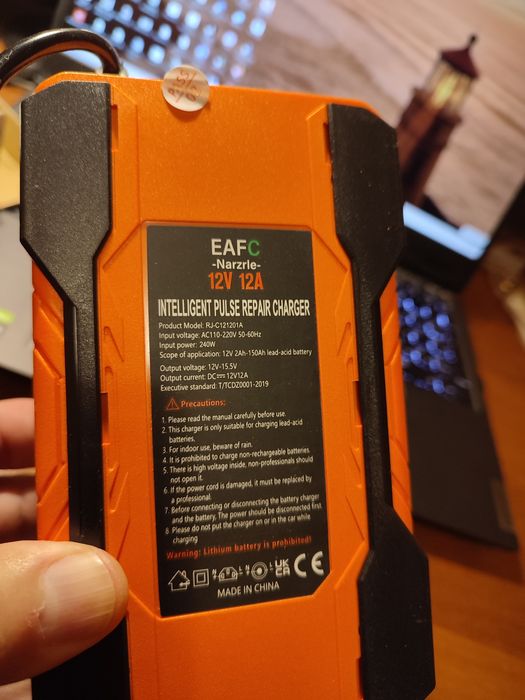 EAFC
-Narzrle-
12V 12A
INTELLIGENT PULSE REPAIR CHARGER
Product Model: RJ-C121201A
Input voltage: AC110-220V 50-60Hz
Input power: 240W
Scope of application: 12V 2Ah-150Ah lead-acid battery
Output voltage: 12V-15.5V
Output current: DC⎓12V12A
Executive standard: T/TCDZ0001-2019
Precautions:
1. Please read the manual carefully before use.
2. This charger is only suitable for charging lead-acid
batteries.
3. For indoor use, beware of rain.
4. It is prohibited to charge non-rechargeable batteries.
5. There is high voltage inside, non-professionals should
not open it.
6. If the power cord is damaged, it must be replaced by
a professional.
7. Before connecting or disconnecting the battery charger
and the battery. The power should be disconnected first.
8. Please do not put the charger on or in the car while
charging
Warning: Lithium battery is prohibited!
N L N L UK CA CE
MADE IN CHINA